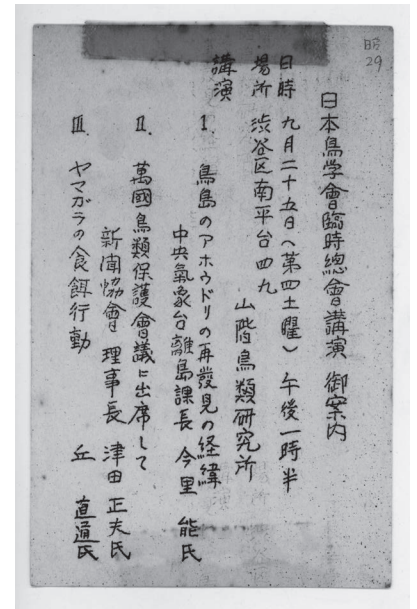 昭
29
日本鳥学會臨時總會講演 御案内
日時 九月二十五日(第四土曜) 午後一時半
場所 渋谷区南平台四九
山階鳥類研究所
講演
I. 鳥島のアホウドリの再發見の経緯
中央氣象台離島課長 今里 能氏
II. 萬國鳥類保護會議に出席して
新聞協會理事長 津田正夫氏
III. ヤマガラの食餌行動 丘 直通氏